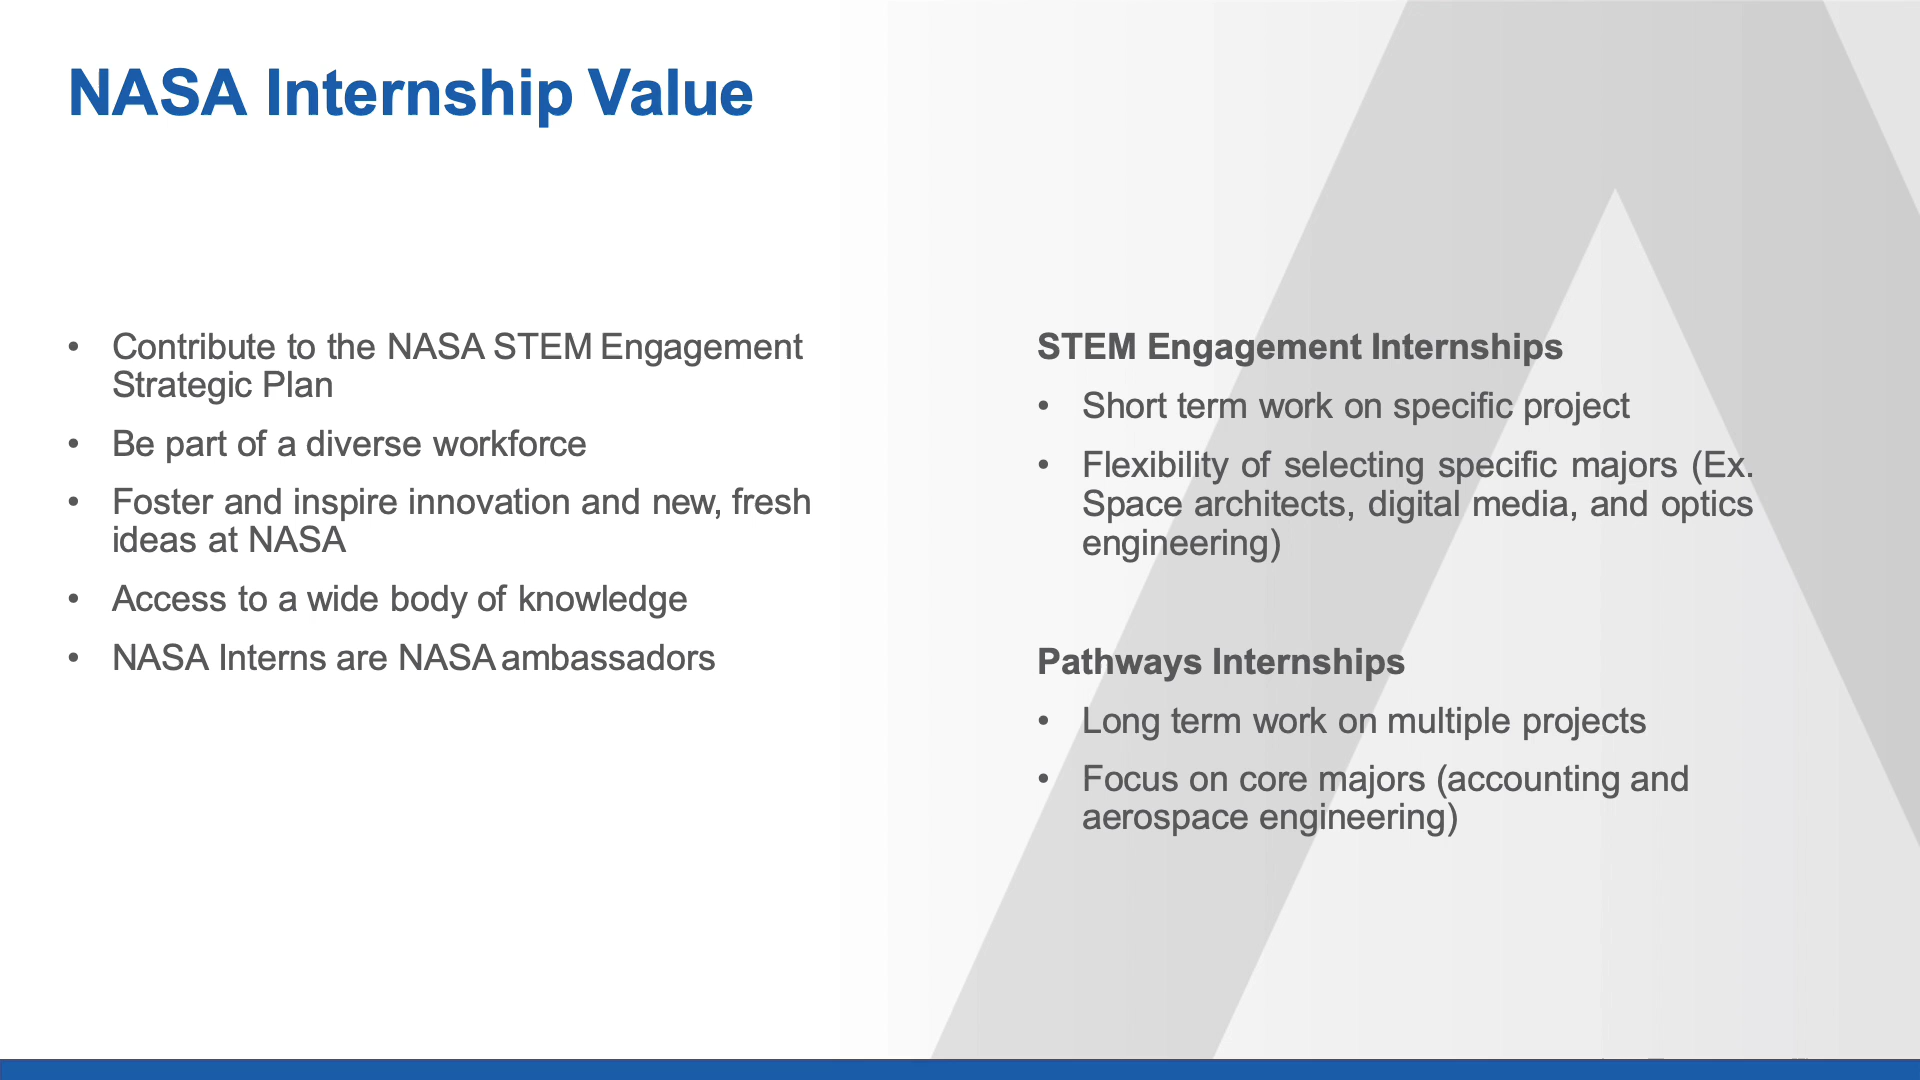 NASA Internship Value
• Contribute to the NASA STEM Engagement
Strategic Plan
• Be part of a diverse workforce
• Foster and inspire innovation and new, fresh
ideas at NASA
• Access to a wide body of knowledge
• NASA Interns are NASA ambassadors
STEM Engagement Internships
• Short term work on specific project
• Flexibility of selecting specific majors (Ex.
Space architects, digital media, and optics
engineering)
Pathways Internships
• Long term work on multiple projects
• Focus on core majors (accounting and
aerospace engineering)